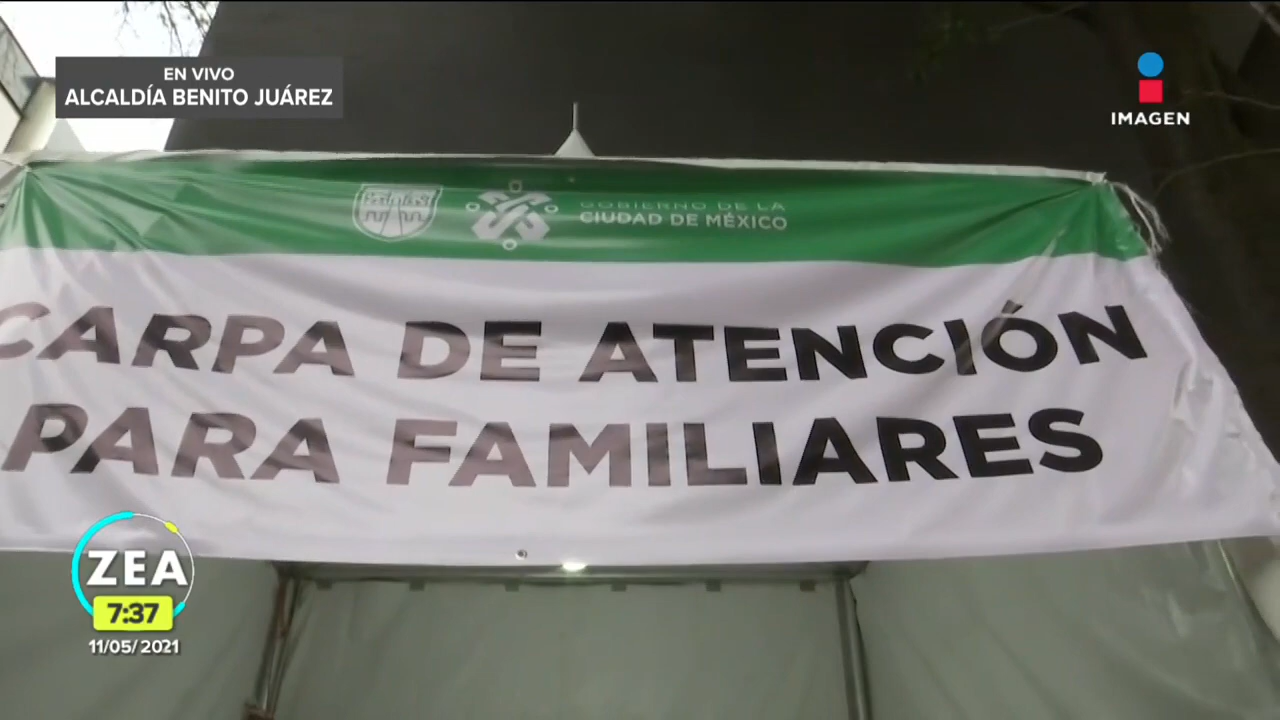 EN VIVO
ALCALDÍA BENITO JUÁREZ
IMAGEN
GOBIERNO DE LA
CIUDAD DE MÉXICO
CARPA DE ATENCIÓN
PARA FAMILIARES
ZEA
7:37
11/05/2021